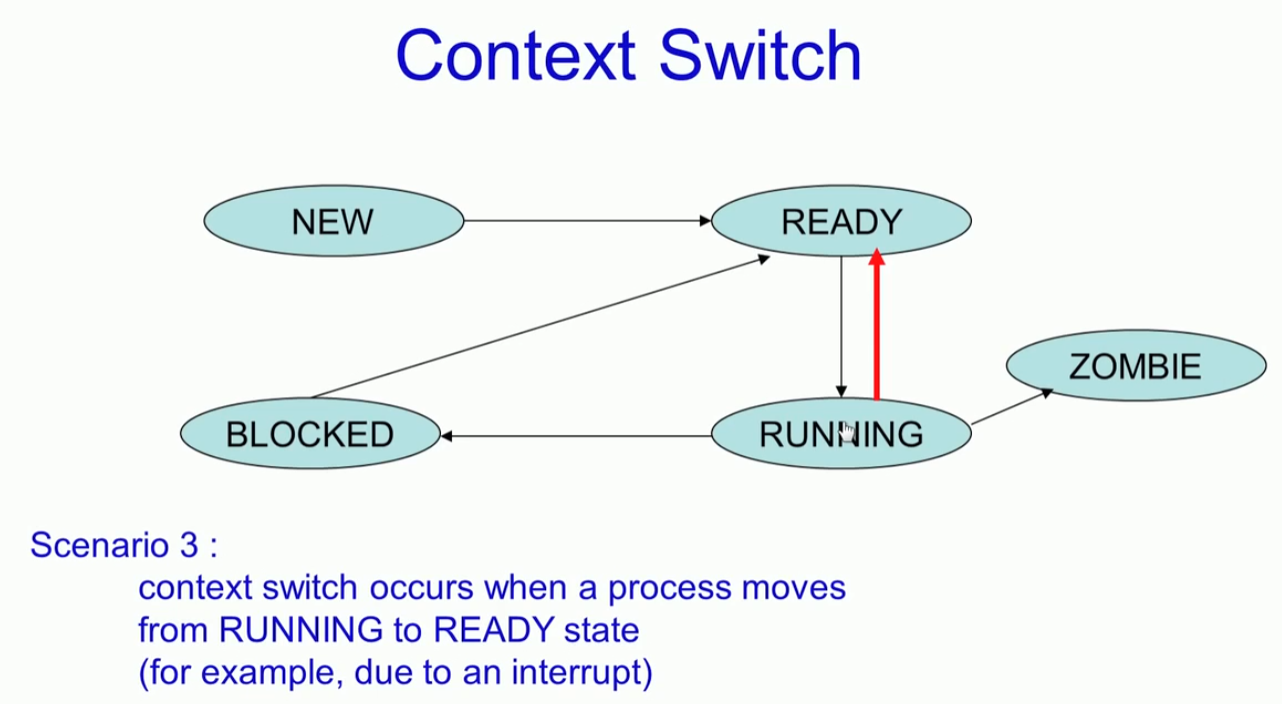 Context Switch
NEW
READY
ZOMBIE
BLOCKED
RUNNING
Scenario 3 :
context switch occurs when a process moves
from RUNNING to READY state
(for example, due to an interrupt)